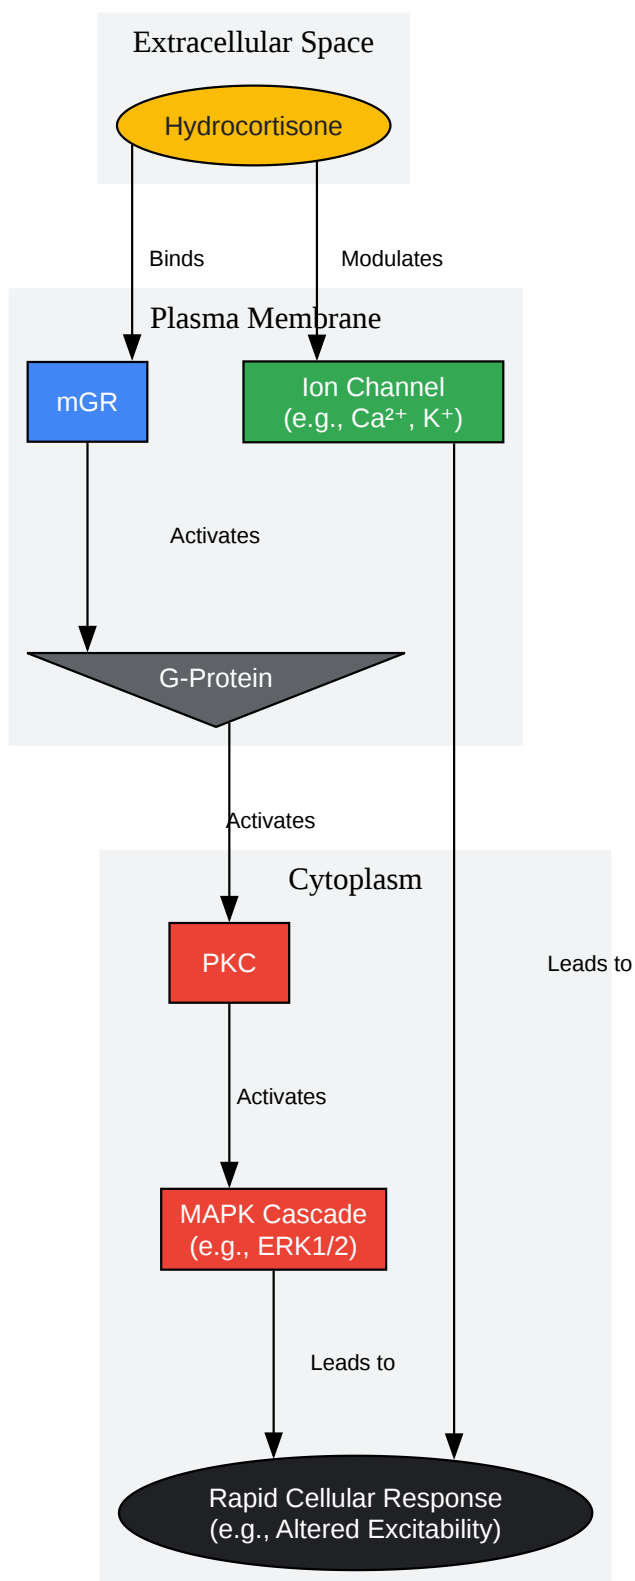 Extracellular Space
Hydrocortisone
Binds
Modulates
Plasma Membrane
mGR
Ion Channel
(e.g., Ca²⁺, K⁺)
Activates
G-Protein
Activates
Cytoplasm
PKC
Leads to
Activates
MAPK Cascade
(e.g., ERK1/2)
Leads to
Rapid Cellular Response
(e.g., Altered Excitability)